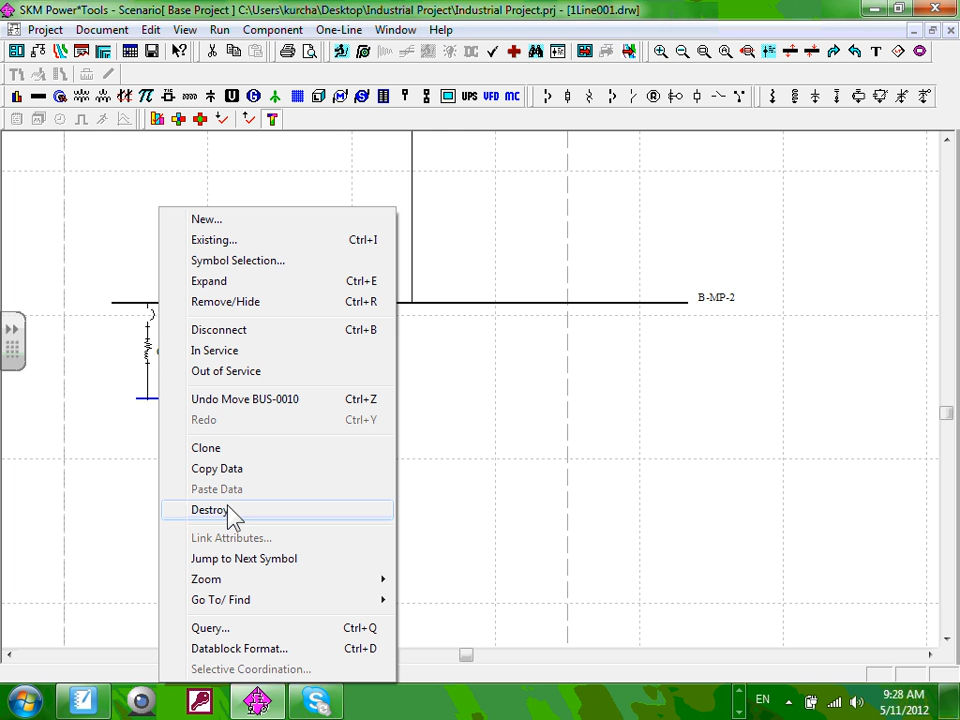 SKM Power*Tools - Scenario[ Base Project ] C:\Users\kurcha\Desktop\Industrial Project\Industrial Project.prj - [1Line001.drw]
Project Document Edit View Run Component One-Line Window Help
UPS VFD MC
New...
Existing... Ctrl+I
Symbol Selection...
Expand Ctrl+E
B-MP-2
Remove/Hide Ctrl+R
Disconnect Ctrl+B
In Service
Out of Service
Undo Move BUS-0010 Ctrl+Z
Redo Ctrl+Y
Clone
Copy Data
Paste Data
Destroy
Link Attributes...
Jump to Next Symbol
Zoom
Go To/ Find
Query... Ctrl+Q
Datablock Format... Ctrl+D
Selective Coordination...
EN
9:28 AM
5/11/2012